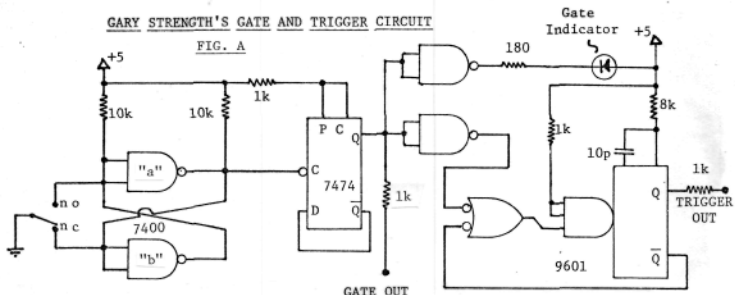 GARY STRENGTH'S GATE AND TRIGGER CIRCUIT
FIG. A
Gate
Indicator
+5
+5
180
10k
10k
1k
8k
1k
10p
P C
Q
"a"
C
7474
1k
Q
1k
TRIGGER
OUT
n o
n c
7400
D
Q
"b"
9601
Q
GATE OUT